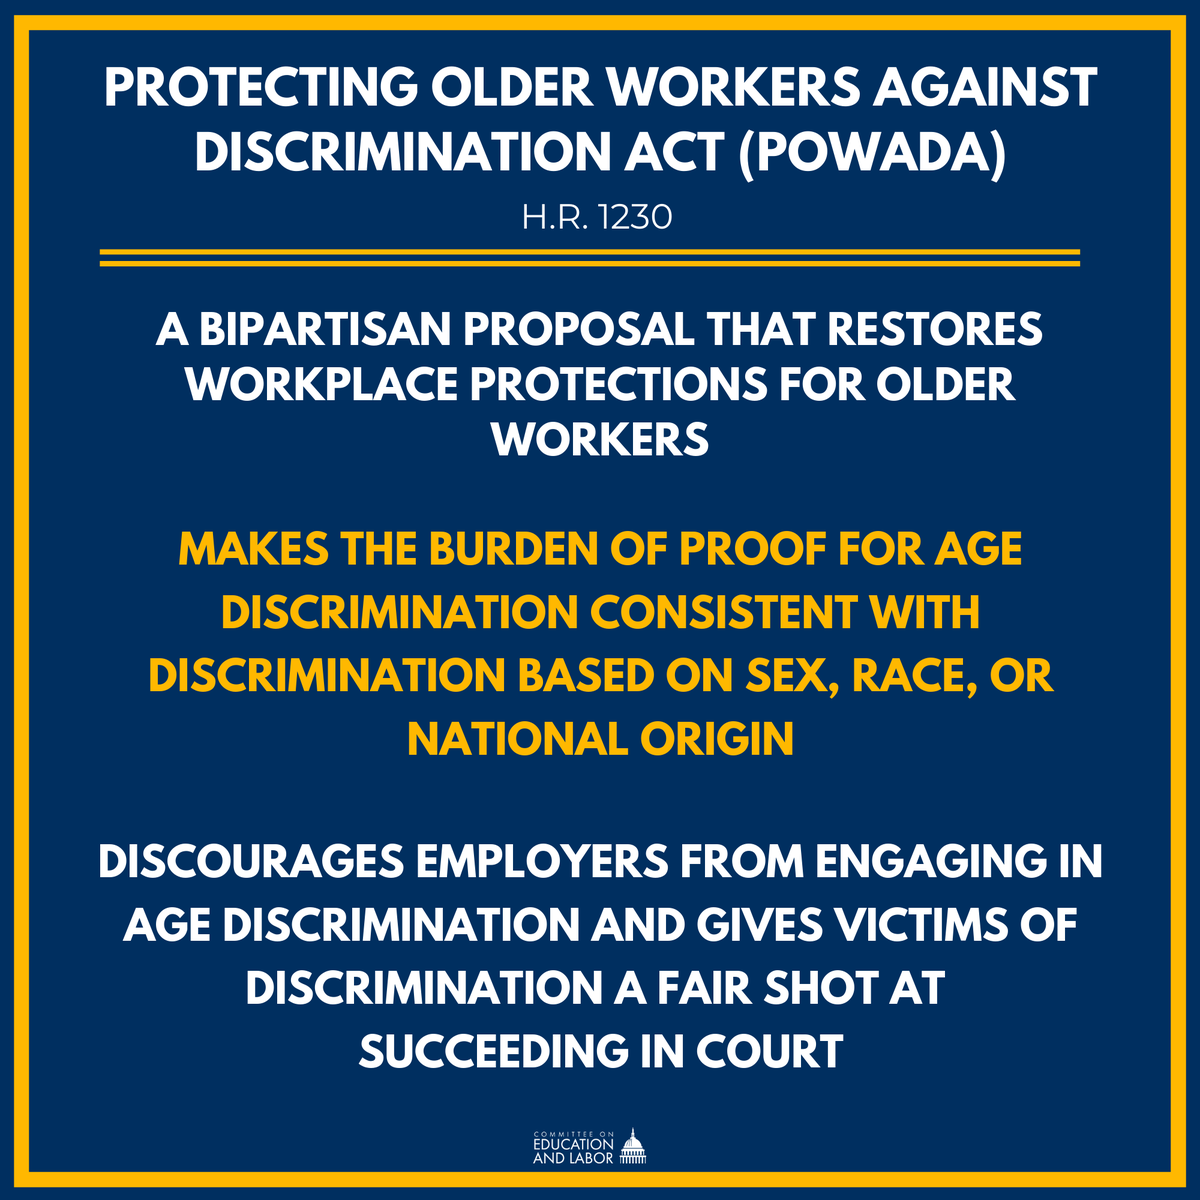 PROTECTING OLDER WORKERS AGAINST
DISCRIMINATION ACT (POWADA)
H.R. 1230
A BIPARTISAN PROPOSAL THAT RESTORES
WORKPLACE PROTECTIONS FOR OLDER
WORKERS
MAKES THE BURDEN OF PROOF FOR AGE
DISCRIMINATION CONSISTENT WITH
DISCRIMINATION BASED ON SEX, RACE, OR
NATIONAL ORIGIN
DISCOURAGES EMPLOYERS FROM ENGAGING IN
AGE DISCRIMINATION AND GIVES VICTIMS OF
DISCRIMINATION A FAIR SHOT AT
SUCCEEDING IN COURT
COMMITTEE ON
EDUCATION
AND LABOR